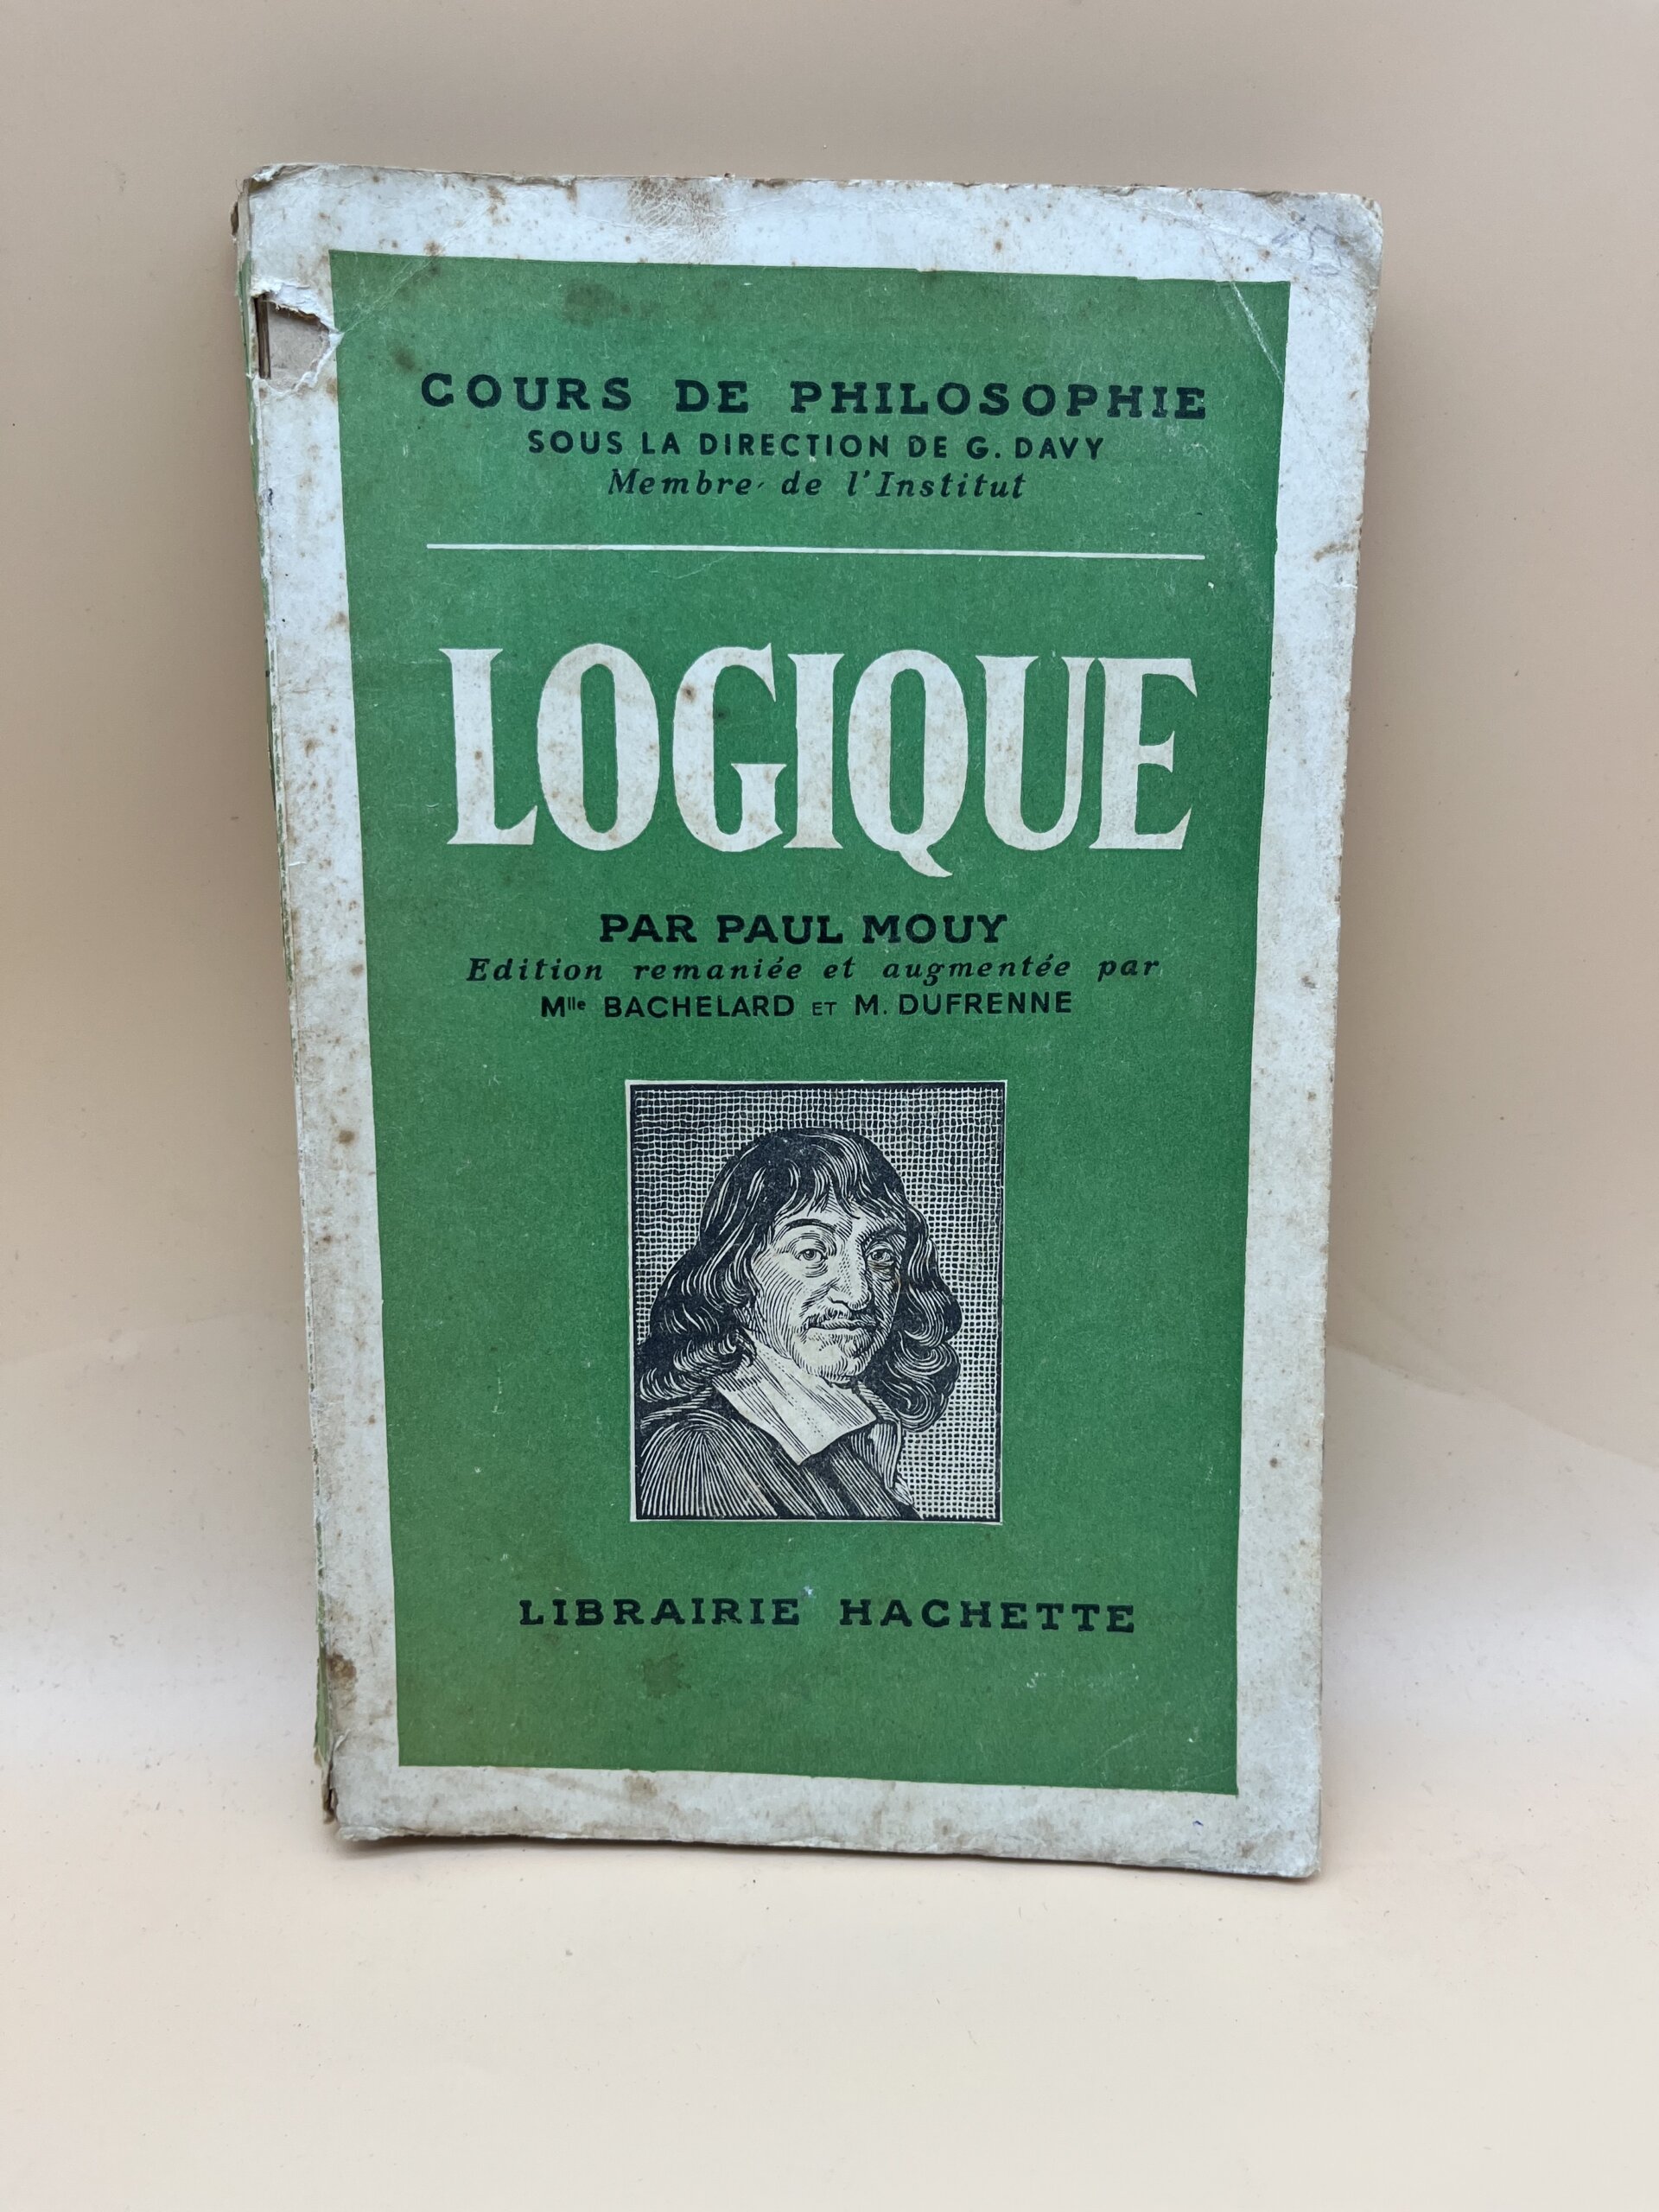 COURS DE PHILOSOPHIE
SOUS LA DIRECTION DE G. DAVY
Membre de l'Institut
LOGIQUE
PAR PAUL MOUY
Edition remaniée et augmentée par
Mlle BACHELARD ET M. DUFRENNE
LIBRAIRIE HACHETTE